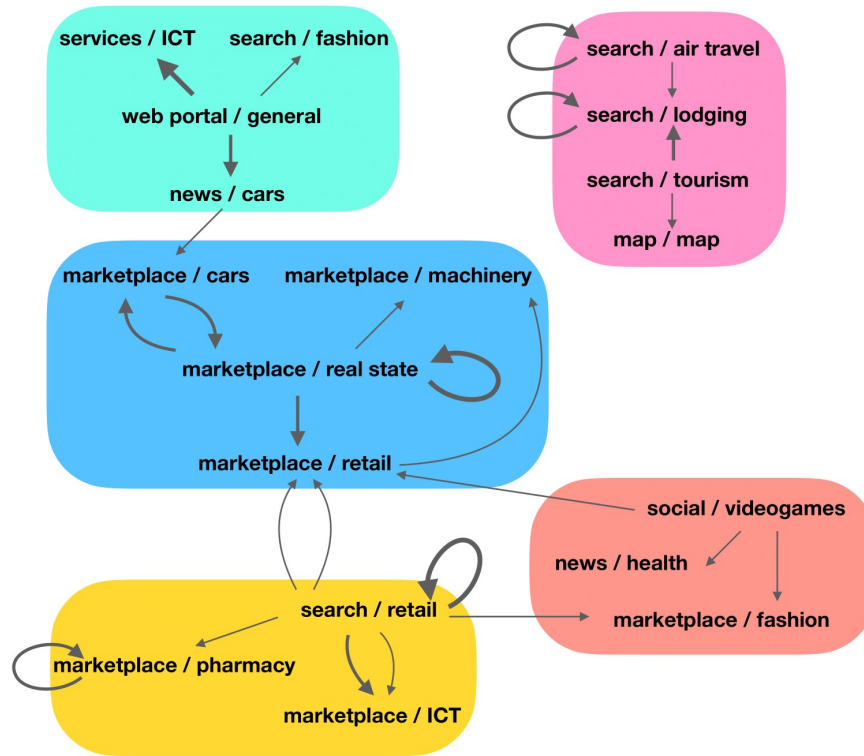 services / ICT
search / fashion
web portal / general
news / cars
search / air travel
search / lodging
search / tourism
map / map
marketplace / cars
marketplace / machinery
marketplace / real state
marketplace / retail
social / videogames
news / health
marketplace / fashion
search / retail
marketplace / pharmacy
marketplace / ICT